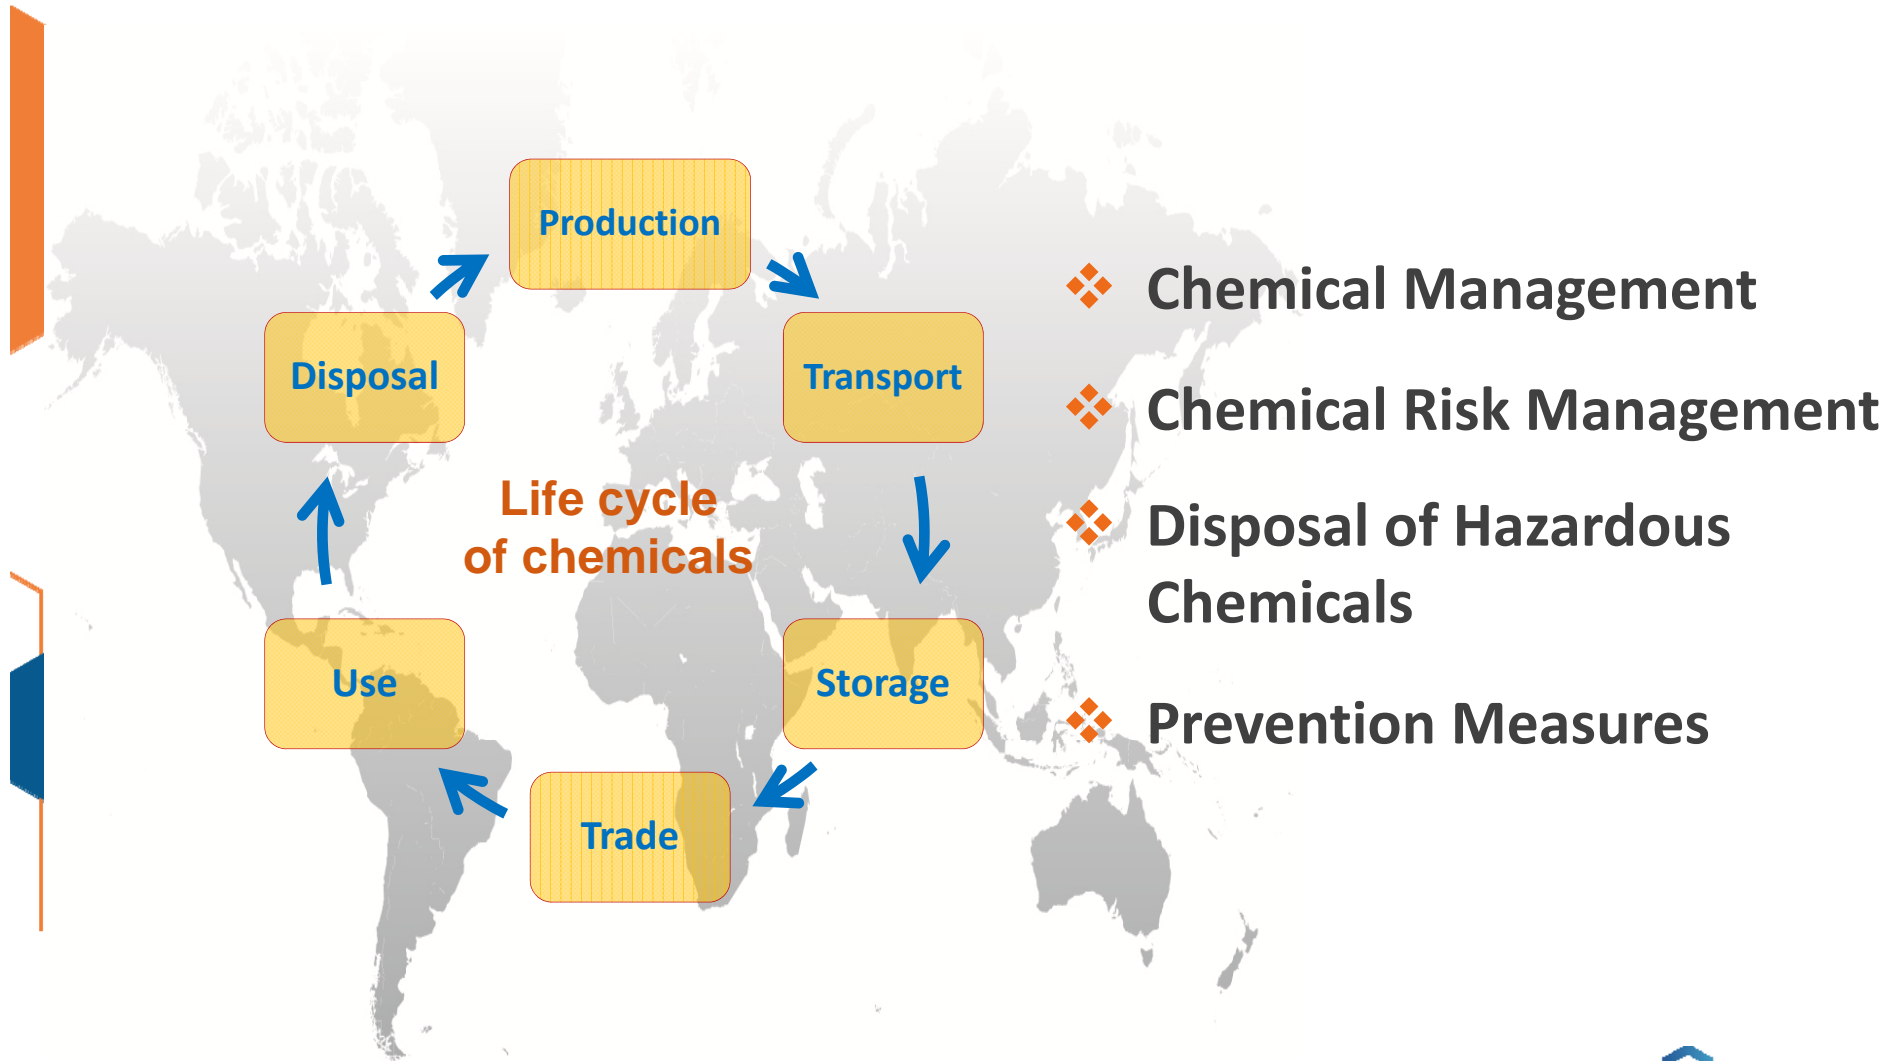 Production
Disposal
Transport
Life cycle
of chemicals
Use
Storage
Trade
Chemical Management
Chemical Risk Management
Disposal of Hazardous
Chemicals
Prevention Measures